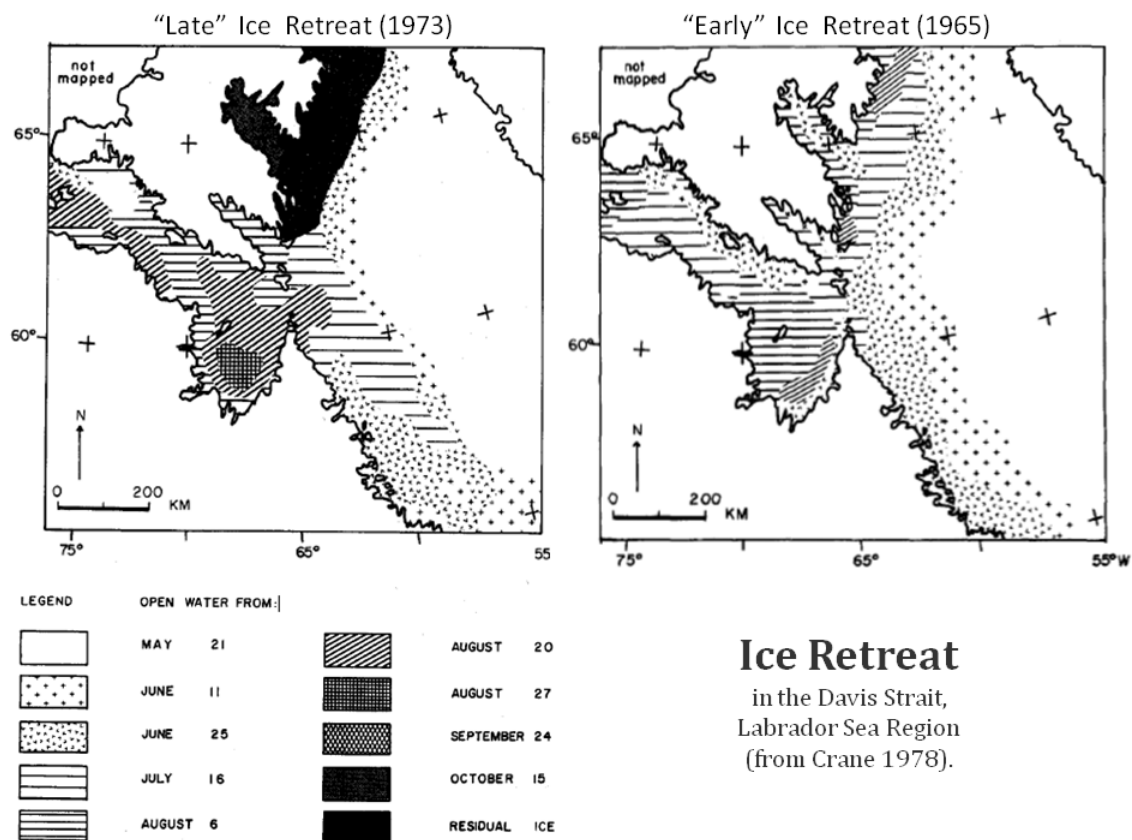 “Late” Ice Retreat (1973)
not
mapped
65°
60°
N
0 200
KM
75° 65° 55
“Early” Ice Retreat (1965)
not
mapped
65°
60°
N
0 200
KM
75° 65° 55°W
LEGEND OPEN WATER FROM:
MAY 21
JUNE 11
JUNE 25
JULY 16
AUGUST 6
AUGUST 20
AUGUST 27
SEPTEMBER 24
OCTOBER 15
RESIDUAL ICE
Ice Retreat
in the Davis Strait,
Labrador Sea Region
(from Crane 1978).